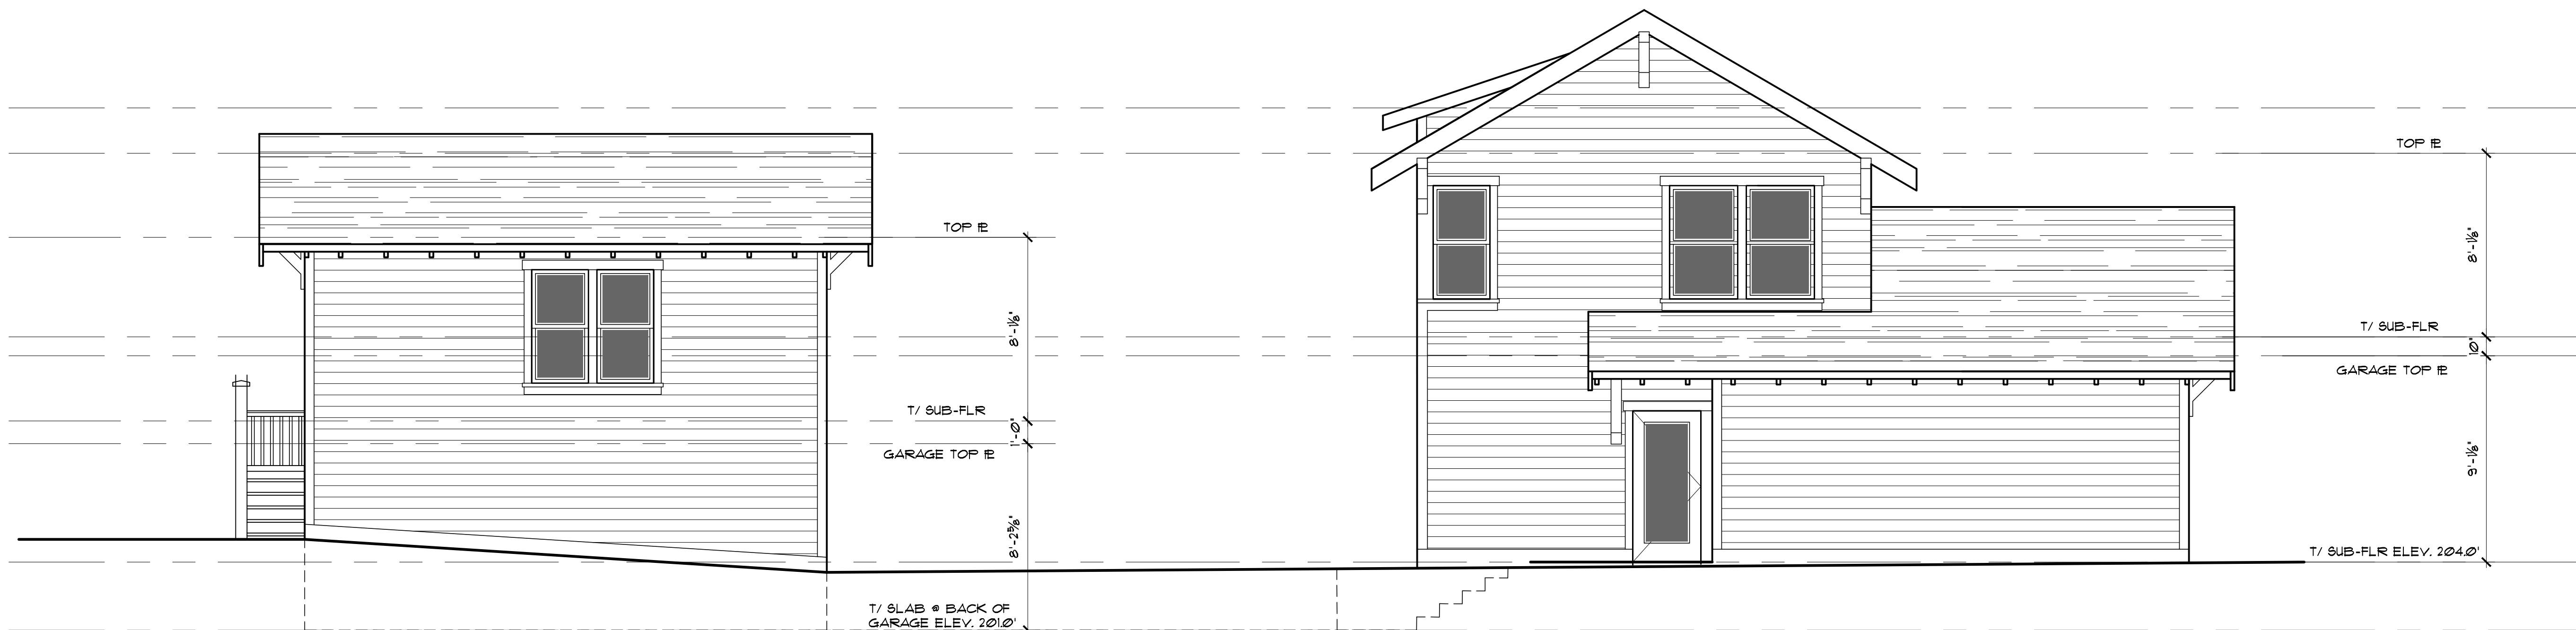 TOP PL
8'-1⅛"
T/ SUB-FLR
1'-0"
GARAGE TOP PL
8'-2⅝"
T/ SLAB @ BACK OF
GARAGE ELEV. 201.0'
TOP PL
8'-1⅛"
T/ SUB-FLR
10"
GARAGE TOP PL
9'-1⅛"
T/ SUB-FLR ELEV. 204.0'